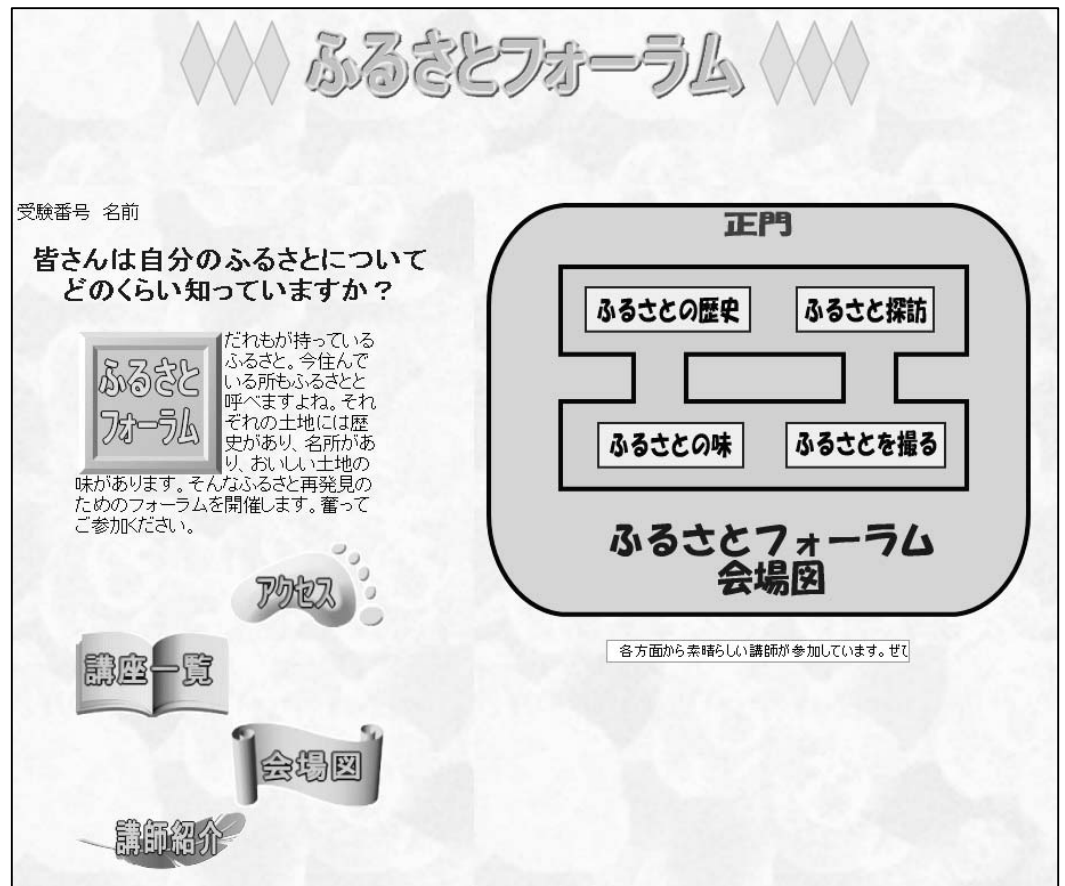 ふるさとフォーラム
受験番号 名前
皆さんは自分のふるさとについて
どのくらい知っていますか？
ふるさと
フォーラム
だれもが持っている
ふるさと。今住んで
いる所もふるさとと
呼べますよね。それ
ぞれの土地には歴
史があり、名所があ
り、おいしい土地の
味があります。そんなふるさと再発見の
ためのフォーラムを開催します。奮って
ご参加ください。
アクセス
講座一覧
会場図
講師紹介
正門
ふるさとの歴史
ふるさと探訪
ふるさとの味
ふるさとを撮る
ふるさとフォーラム
会場図
各方面から素晴らしい講師が参加しています。ぜひ